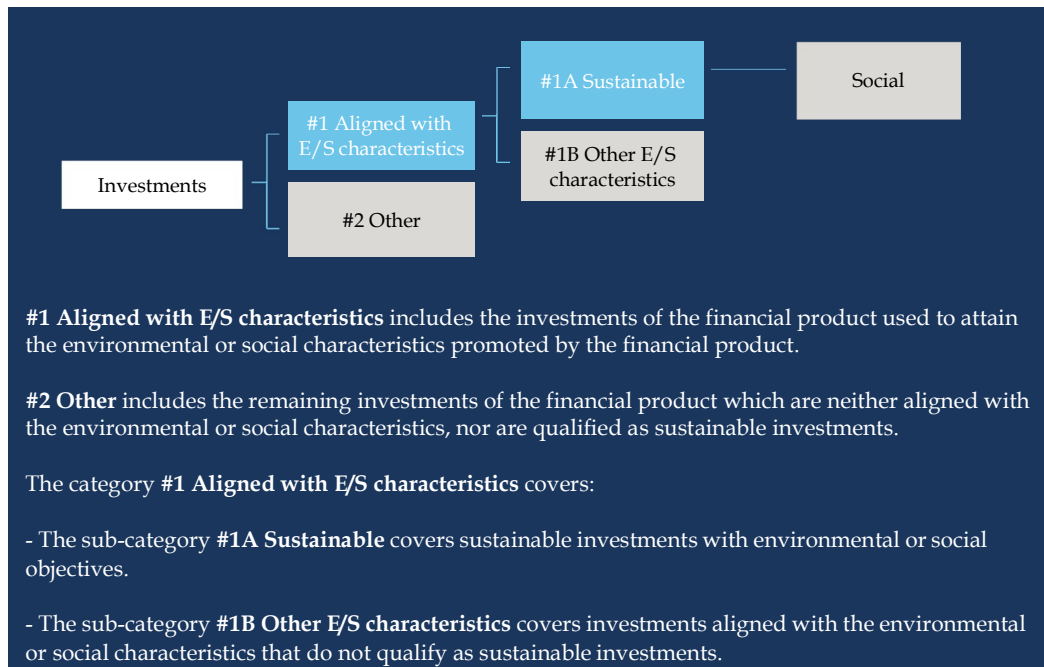 #1A Sustainable
Social
#1 Aligned with
E/S characteristics
#1B Other E/S
characteristics
Investments
#2 Other
#1 Aligned with E/S characteristics includes the investments of the financial product used to attain
the environmental or social characteristics promoted by the financial product.
#2 Other includes the remaining investments of the financial product which are neither aligned with
the environmental or social characteristics, nor are qualified as sustainable investments.
The category #1 Aligned with E/S characteristics covers:
- The sub-category #1A Sustainable covers sustainable investments with environmental or social
objectives.
- The sub-category #1B Other E/S characteristics covers investments aligned with the environmental
or social characteristics that do not qualify as sustainable investments.